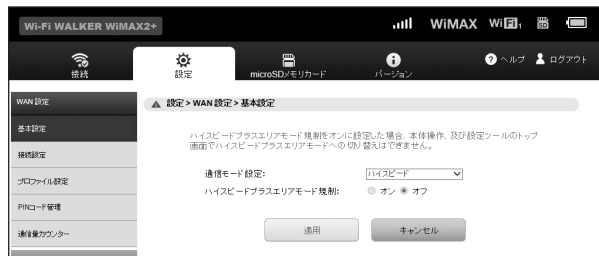 Wi-Fi WALKER WiMAX2+
WiMAX WiFi1
接続
設定
microSDメモリカード
バージョン
ヘルプ
ログアウト
WAN 設定
基本設定
接続設定
プロファイル設定
PINコード管理
通信量カウンター
設定 > WAN 設定 > 基本設定
ハイスピードプラスエリアモード規制をオンに設定した場合、本体操作、及び設定ツールのトップ
画面でハイスピードプラスエリアモードへの切り替えはできません。
通信モード設定: ハイスピード
ハイスピードプラスエリアモード規制: オン オフ
適用
キャンセル